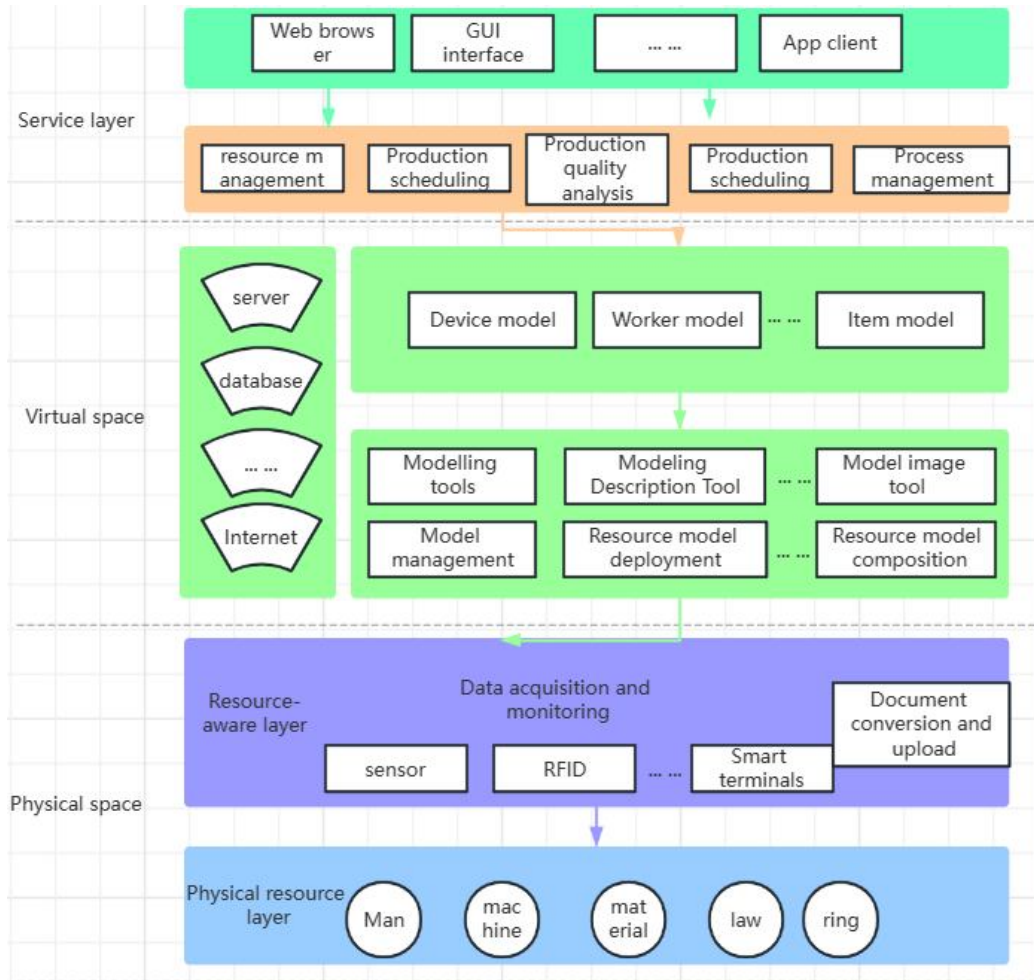 Web brows
er
GUI
interface
... ...
App client
Service layer
resource m
anagement
Production
scheduling
Production
quality
analysis
Production
scheduling
Process
management
server
database
... ...
Internet
Virtual space
Device model
Worker model
... ...
Item model
Modelling
tools
Modeling
Description Tool
... ...
Model image
tool
Model
management
Resource model
deployment
... ...
Resource model
composition
Physical space
Resource-
aware layer
Data acquisition and
monitoring
sensor
RFID
... ...
Smart
terminals
Document
conversion and
upload
Physical resource
layer
Man
mac
hine
mat
erial
law
ring